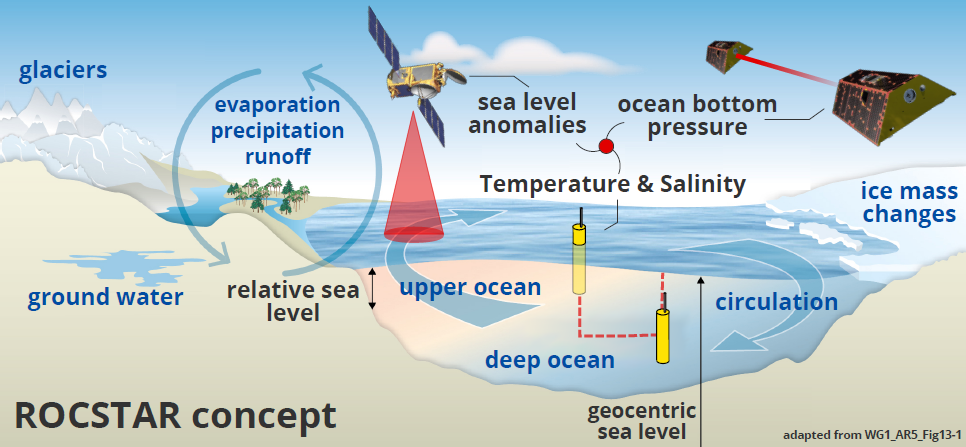 glaciers
evaporation
precipitation
runoff
sea level
anomalies
ocean bottom
pressure
Temperature & Salinity
ice mass
changes
ground water
relative sea
level
upper ocean
circulation
deep ocean
geocentric
sea level
ROCSTAR concept
adapted from WG1_AR5_Fig13-1